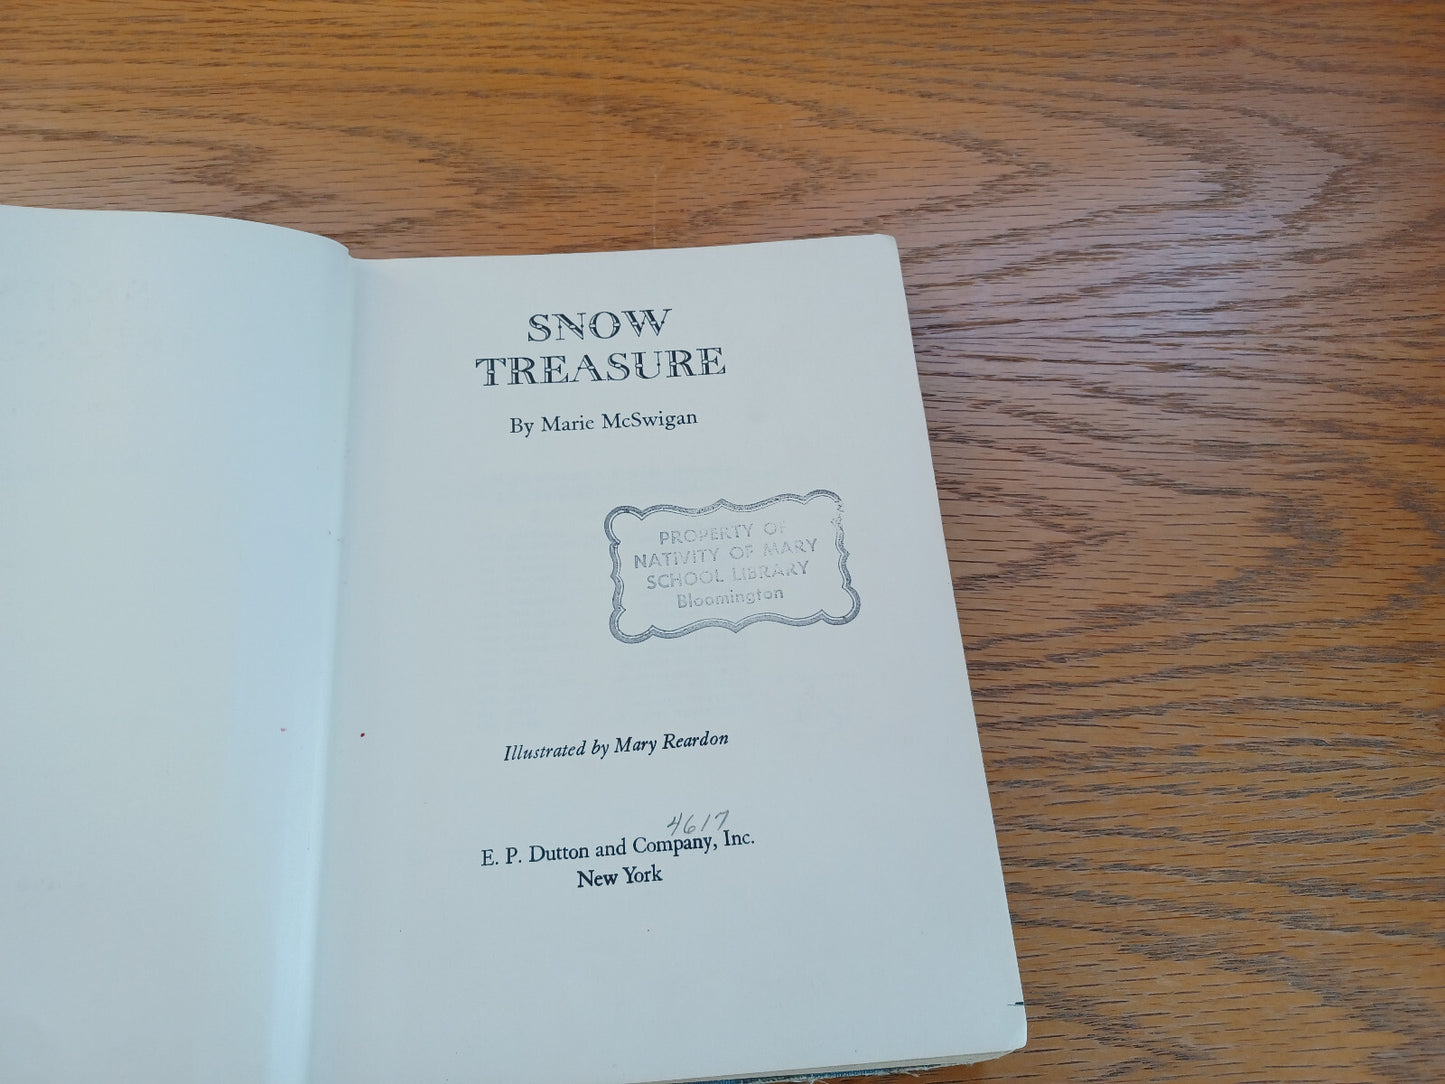 SNOW
TREASURE
By Marie McSwigan
PROPERTY OF
NATIVITY OF MARY
SCHOOL LIBRARY
Bloomington
Illustrated by Mary Reardon
4617
E. P. Dutton and Company, Inc.
New York